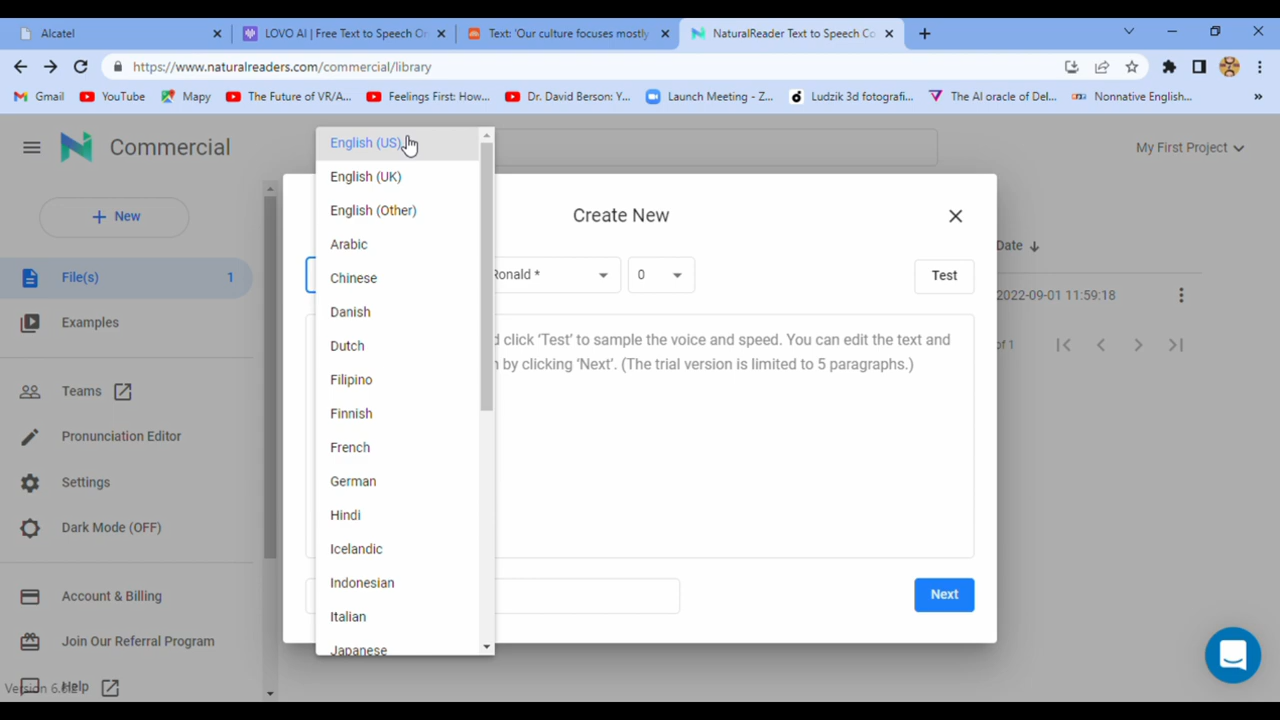 Alcatel
LOVO AI | Free Text to Speech On
Text: 'Our culture focuses mostly
NaturalReader Text to Speech Co
https://www.naturalreaders.com/commercial/library
Gmail
YouTube
Mapy
The Future of VR/A...
Feelings First: How...
Dr. David Berson: Y...
Launch Meeting - Z...
Ludzik 3d fotografi...
The AI oracle of Del...
Nonnative English...
»
Commercial
My First Project
+ New
File(s) 1
Examples
Teams
Pronunciation Editor
Settings
Dark Mode (OFF)
Account & Billing
Join Our Referral Program
Help
Version 6.
English (US)
English (UK)
English (Other)
Arabic
Chinese
Danish
Dutch
Filipino
Finnish
French
German
Hindi
Icelandic
Indonesian
Italian
Japanese
Create New
Ronald *
0
Test
d click 'Test' to sample the voice and speed. You can edit the text and
n by clicking 'Next'. (The trial version is limited to 5 paragraphs.)
Next
Date
2022-09-01 11:59:18
of 1